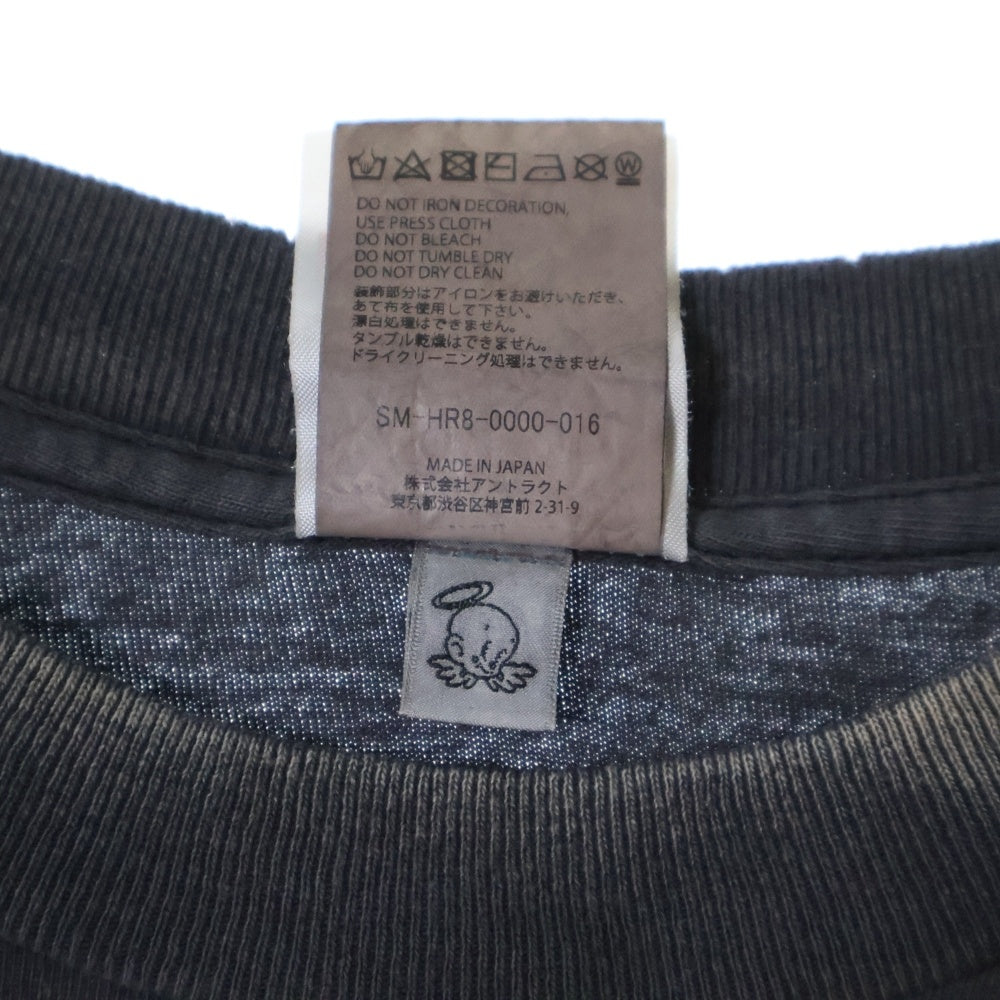 DO NOT IRON DECORATION,
USE PRESS CLOTH
DO NOT BLEACH
DO NOT TUMBLE DRY
DO NOT DRY CLEAN
装飾部分はアイロンをお避けいただき、
あて布を使用して下さい。
漂白処理はできません。
タンブル乾燥はできません。
ドライクリーニング処理はできません。
SM-HR8-0000-016
MADE IN JAPAN
株式会社アントラクト
東京都渋谷区神宮前 2-31-9